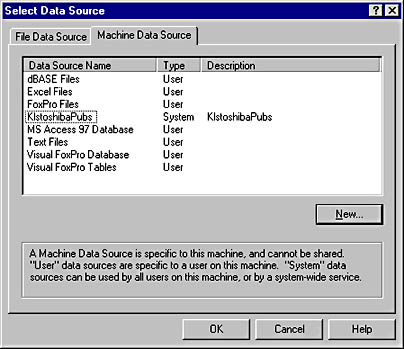 Select Data Source
File Data Source Machine Data Source
Data Source Name Type Description
dBASE Files User
Excel Files User
FoxPro Files User
KlstoshibaPubs System KlstoshibaPubs
MS Access 97 Database User
Text Files User
Visual FoxPro Database User
Visual FoxPro Tables User
New...
A Machine Data Source is specific to this machine, and cannot be shared.
"User" data sources are specific to a user on this machine. "System" data
sources can be used by all users on this machine, or by a system-wide service.
OK Cancel Help